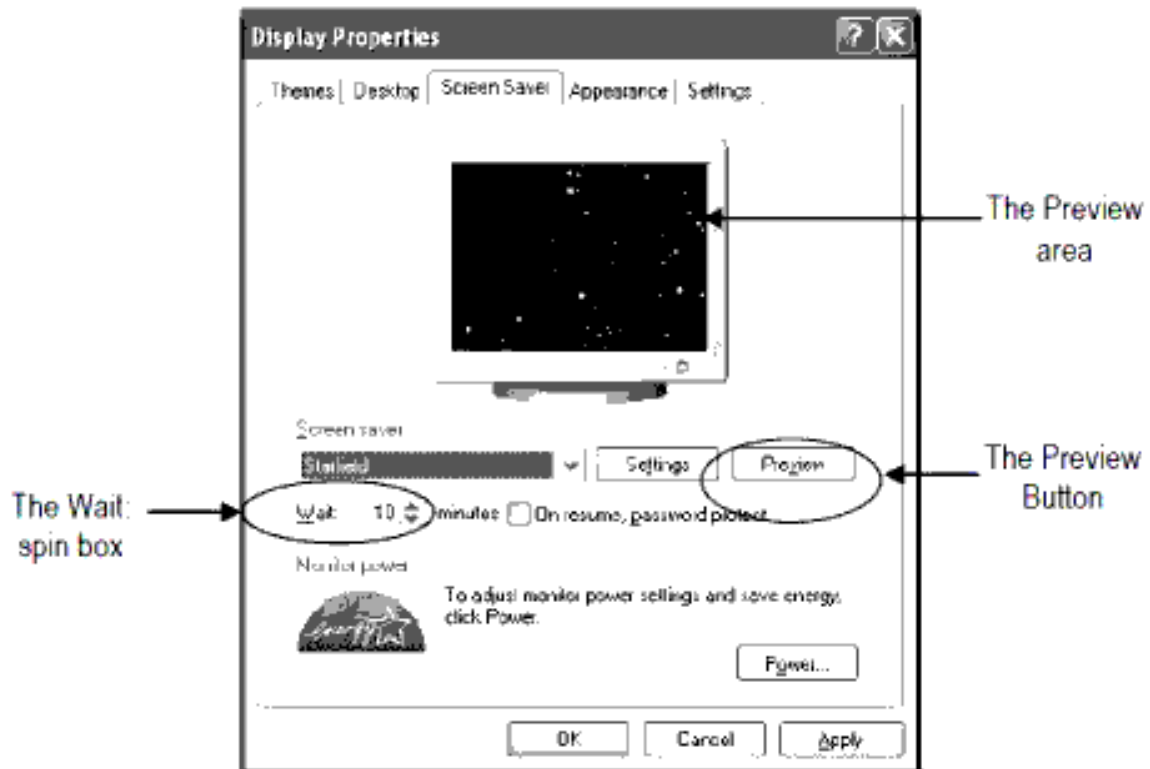 Display Properties
Themes Desktop Screen Saver Appearance Settings
The Preview
area
Screen saver
Starfield
Settings
Preview
The Preview
Button
The Wait:
spin box
Wait: 10 minutes On resume, password protect
Monitor power
To adjust monitor power settings and save energy,
click Power.
Power...
OK
Cancel
Apply